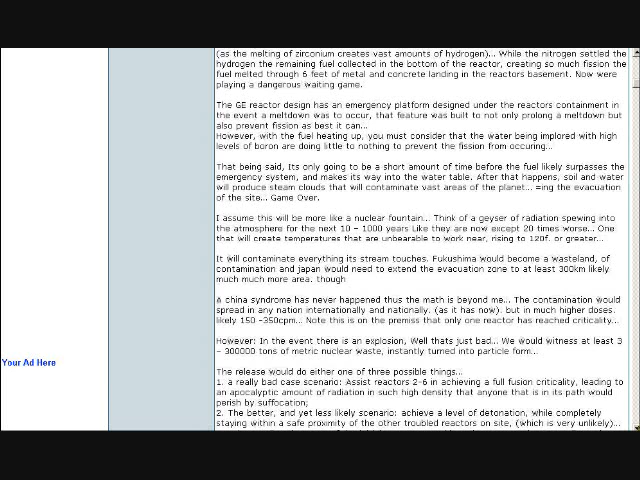 (as the melting of zirconium creates vast amounts of hydrogen)... While the nitrogen settled the
hydrogen the remaining fuel collected in the bottom of the reactor, creating so much fission the
fuel melted through 6 feet of metal and concrete landing in the reactors basement. Now were
playing a dangerous waiting game.
The GE reactor design has an emergency platform designed under the reactors containment in
the event a meltdown was to occur, that feature was built to not only prolong a meltdown but
also prevent fission as best it can...
However, with the fuel heating up, you must consider that the water being implored with high
levels of boron are doing little to nothing to prevent the fission from occuring...
That being said, Its only going to be a short amount of time before the fuel likely surpasses the
emergency system, and makes its way into the water table. After that happens, soil and water
will produce steam clouds that will contaminate vast areas of the planet... =ing the evacuation
of the site... Game Over.
I assume this will be more like a nuclear fountain... Think of a geyser of radiation spewing into
the atmosphere for the next 10 - 1000 years Like they are now except 20 times worse... One
that will create temperatures that are unbearable to work near, rising to 120f. or greater...
It will contaminate everything its stream touches. Fukushima would become a wasteland, of
contamination and japan would need to extend the evacuation zone to at least 300km likely
much much more area. though
A china syndrome has never happened thus the math is beyond me... The contamination would
spread in any nation internationally and nationally. (as it has now). but in much higher doses.
likely 150 -350cpm... Note this is on the premiss that only one reactor has reached criticality...
However: In the event there is an explosion, Well thats just bad... We would witness at least 3
- 300000 tons of metric nuclear waste, instantly turned into particle form...
Your Ad Here
The release would do either one of three possible things...
1. a really bad case scenario: Assist reactors 2-6 in achieving a full fusion criticality, leading to
an apocalyptic amount of radiation in such high density that anyone that is in its path would
perish by suffocation;
2. The better, and yet less likely scenario: achieve a level of detonation, while completely
staying within a safe proximity of the other troubled reactors on site, (which is very unlikely)...